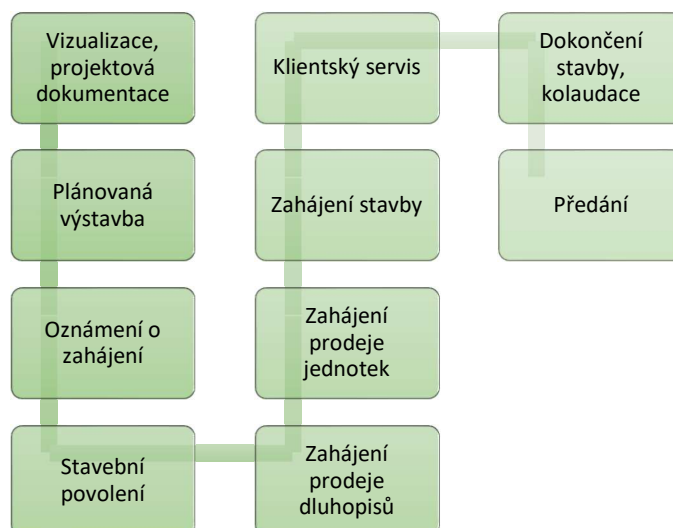 Vizualizace,
projektová
dokumentace
Plánovaná
výstavba
Oznámení o
zahájení
Stavební
povolení
Zahájení
prodeje
dluhopisů
Zahájení
prodeje
jednotek
Zahájení stavby
Klientský servis
Dokončení
stavby,
kolaudace
Předání